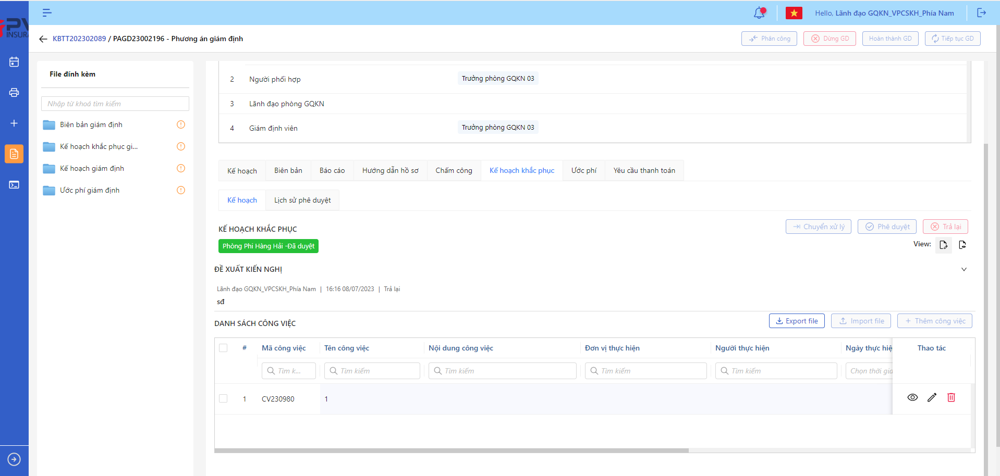 Hello, Lãnh đạo GQKN_VPCSKH_Phía Nam
KBTT202302089 / PAGD23002196 - Phương án giám định
Phân công
Dừng GD
Hoàn thành GD
Tiếp tục GD
File đính kèm
Nhập từ khoá tìm kiếm
Biên bản giám định
Kế hoạch khắc phục gi...
Kế hoạch giám định
Ước phí giám định
2 Người phối hợp Trưởng phòng GQKN 03
3 Lãnh đạo phòng GQKN
4 Giám định viên Trưởng phòng GQKN 03
Kế hoạch Biên bản Báo cáo Hướng dẫn hồ sơ Chấm công Kế hoạch khắc phục Ước phí Yêu cầu thanh toán
Kế hoạch Lịch sử phê duyệt
KẾ HOẠCH KHẮC PHỤC
Chuyển xử lý Phê duyệt Trả lại
Phòng Phi Hàng Hải -Đã duyệt
View:
ĐỀ XUẤT KIẾN NGHỊ
Lãnh đạo GQKN_VPCSKH_Phía Nam | 16:16 08/07/2023 | Trả lại
sđ
DANH SÁCH CÔNG VIỆC
Export file Import file + Thêm công việc
# Mã công việc Tên công việc Nội dung công việc Đơn vị thực hiện Người thực hiện Ngày thực hiệ Thao tác
Tìm k... Tìm kiếm Tìm kiếm Tìm kiếm Tìm kiếm Chọn thời gia
1 CV230980 1